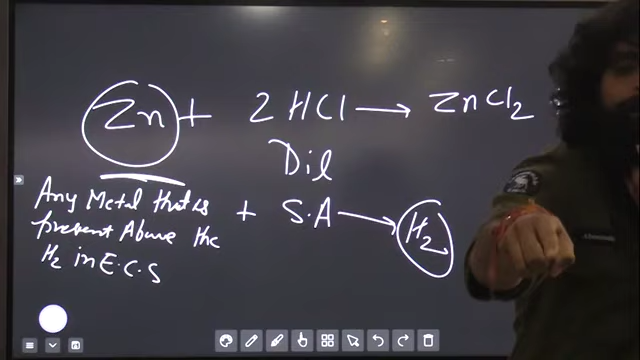 Zn + 2HCl → ZnCl2
Dil
Any Metal that is
present Above the
H2 in E.C.S
+ S.A → H2